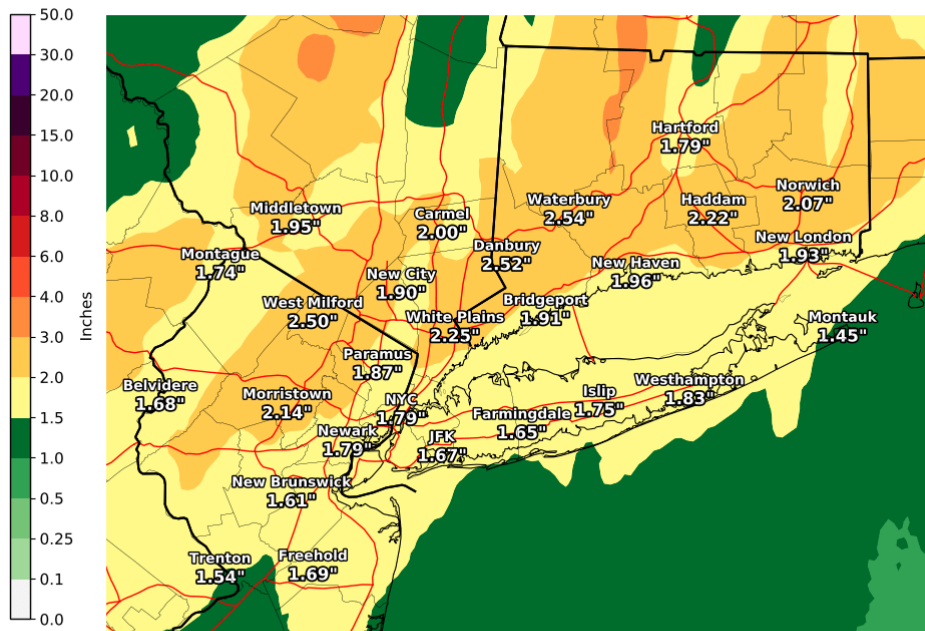 50.0
30.0
20.0
15.0
10.0
8.0
6.0
4.0
3.0
2.0
1.5
1.0
0.5
0.25
0.1
0.0
Inches
Hartford
1.79"
Norwich
2.07"
Waterbury
2.54"
Haddam
2.22"
Middletown
1.95"
Carmel
2.00"
New London
1.93"
Danbury
2.52"
Montague
1.74"
New Haven
1.96"
New City
1.90"
West Milford
2.50"
Bridgeport
1.91"
White Plains
2.25"
Montauk
1.45"
Paramus
1.87"
Belvidere
1.68"
Westhampton
1.83"
Morristown
2.14"
Islip
1.75"
NYC
1.79"
Farmingdale
1.65"
Newark
1.79"
JFK
1.67"
New Brunswick
1.61"
Trenton
1.54"
Freehold
1.69"